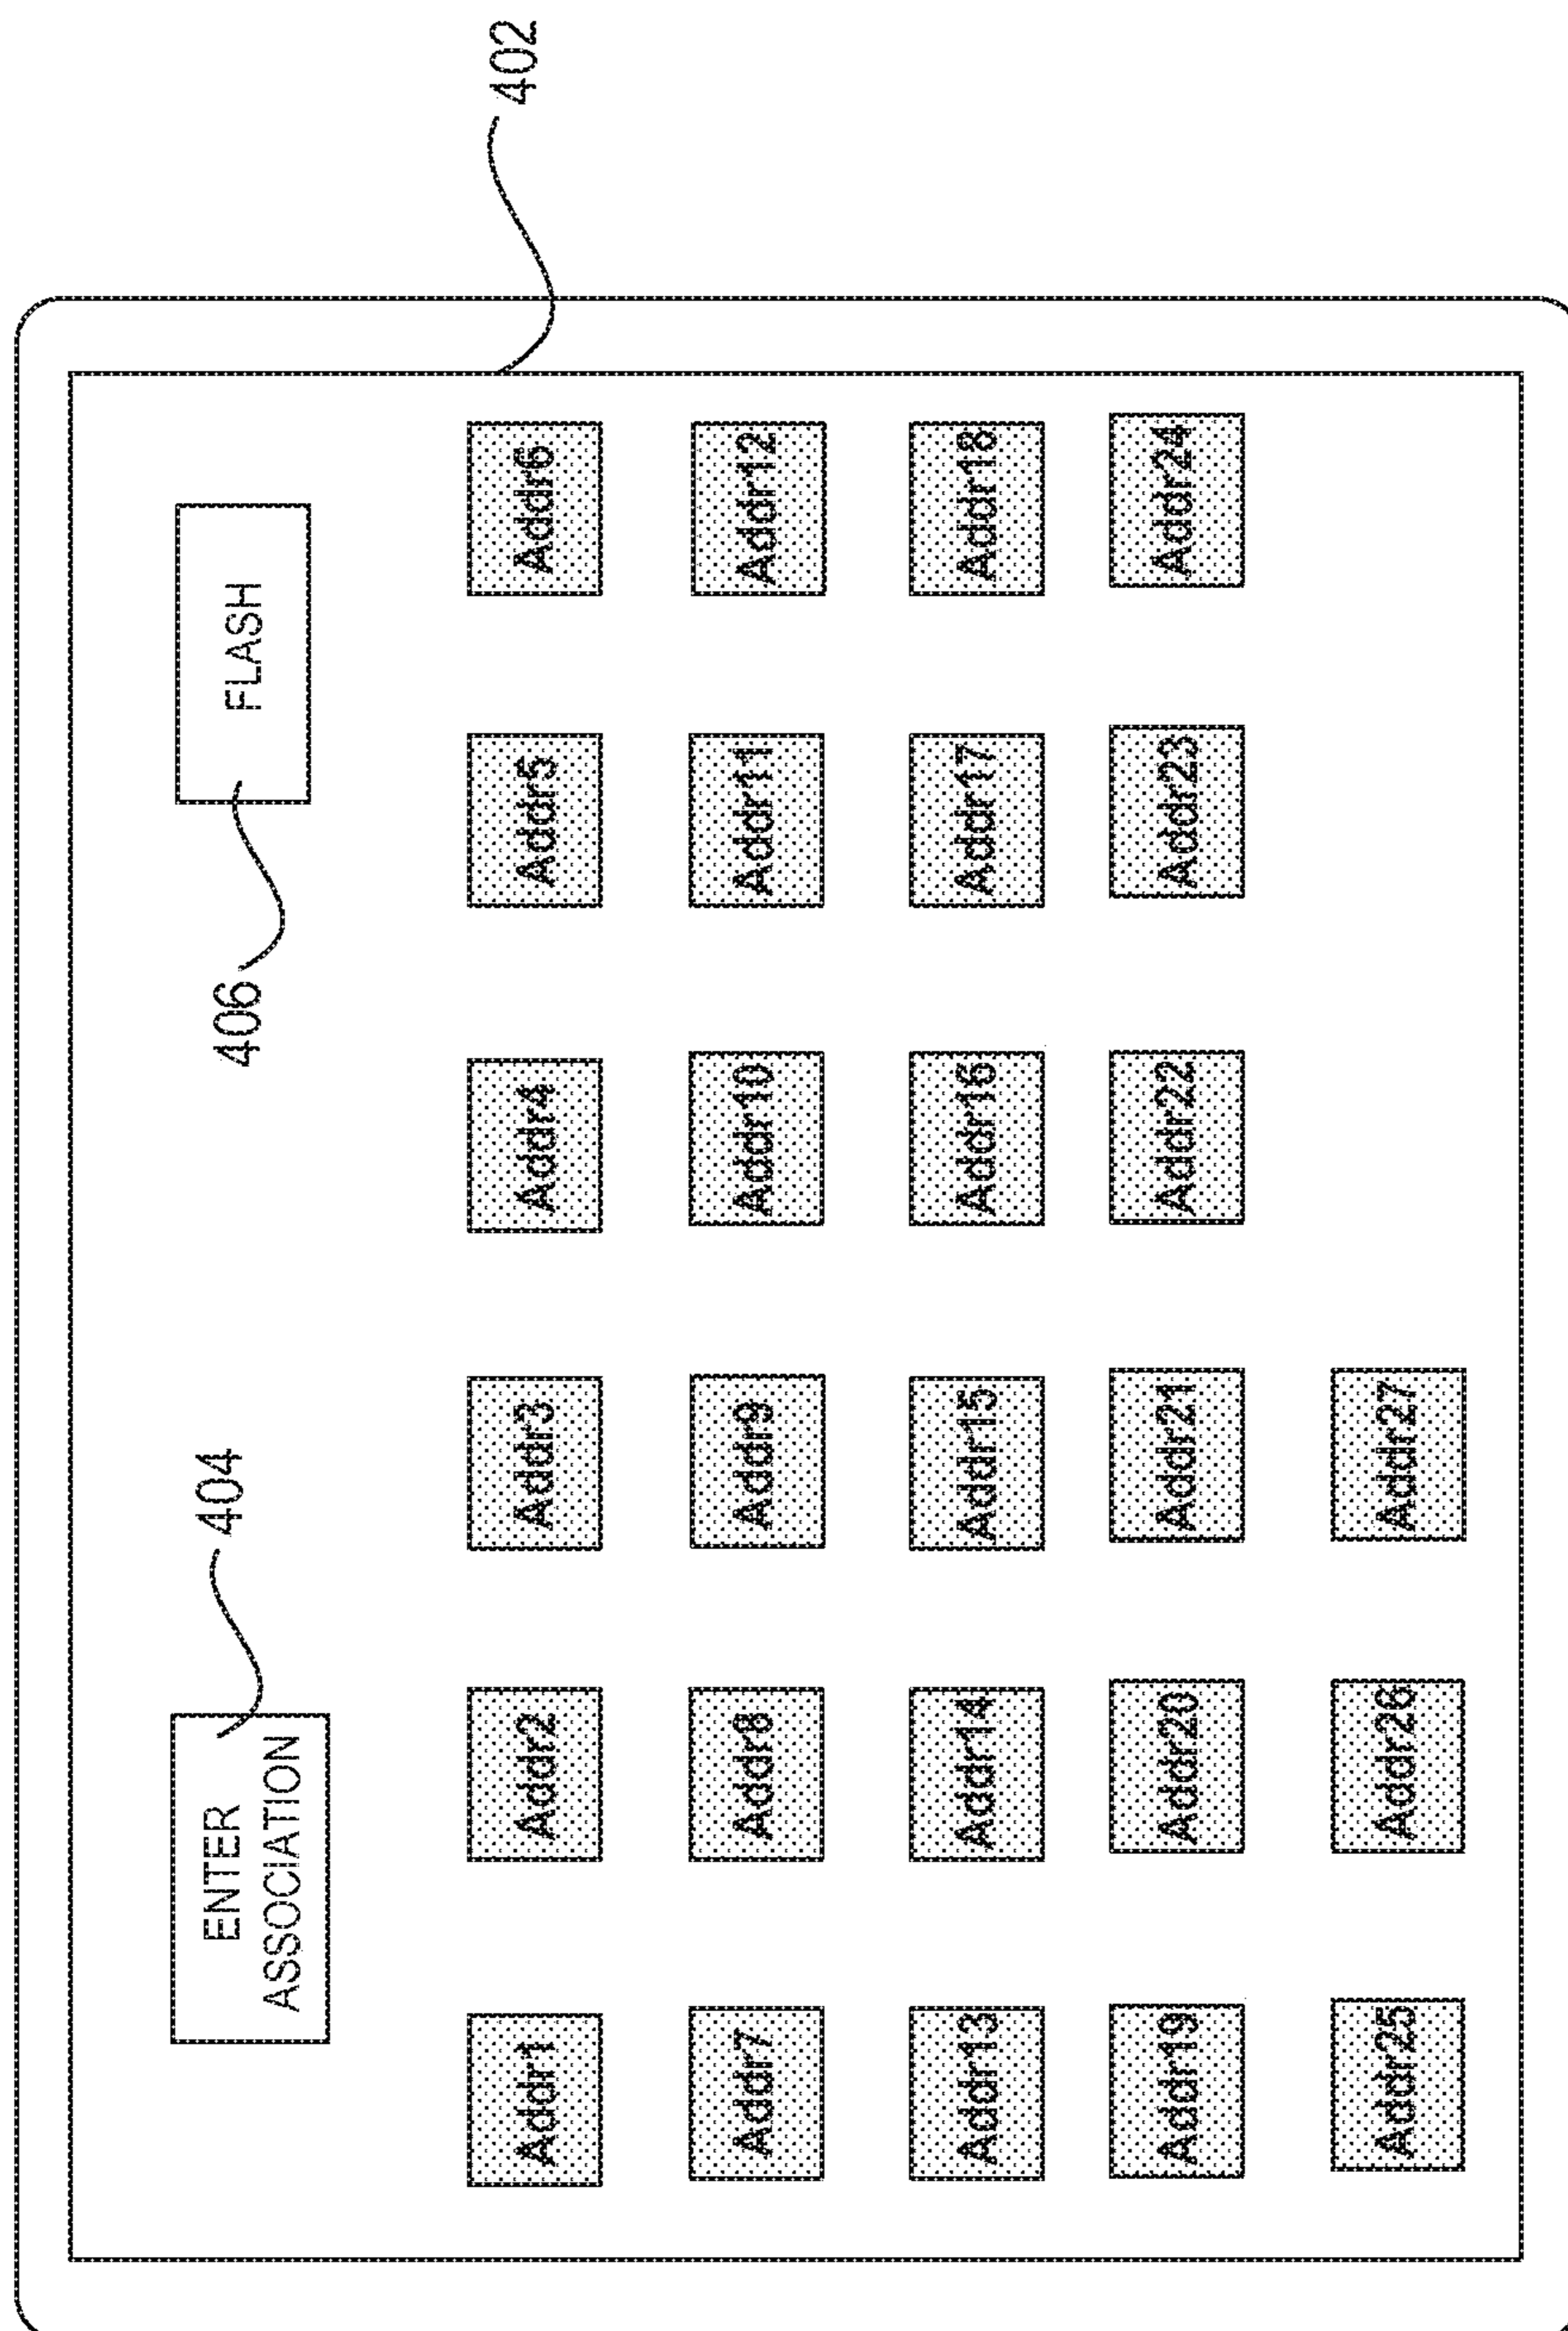 402
404
406
ENTER
ASSOCIATION
FLASH
Addr1 Addr2 Addr3 Addr4 Addr5 Addr6
Addr7 Addr8 Addr9 Addr10 Addr11 Addr12
Addr13 Addr14 Addr15 Addr16 Addr17 Addr18
Addr19 Addr20 Addr21 Addr22 Addr23 Addr24
Addr25 Addr26 Addr27